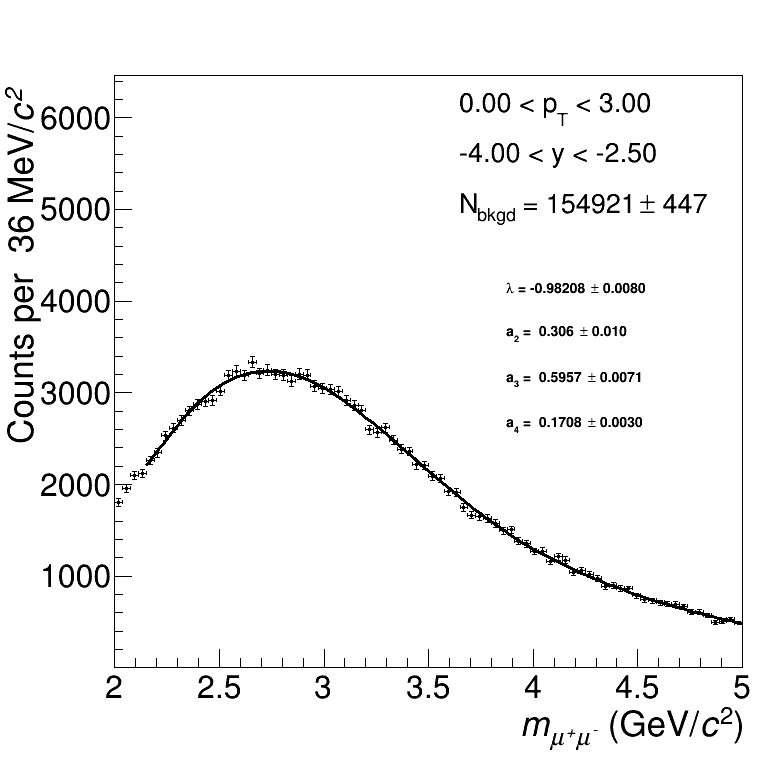 0.00 < p_T < 3.00
-4.00 < y < -2.50
N_bkgd = 154921 ± 447
λ = -0.98208 ± 0.0080
a_2 = 0.306 ± 0.010
a_3 = 0.5957 ± 0.0071
a_4 = 0.1708 ± 0.0030
Counts per 36 MeV/c^2
6000
5000
4000
3000
2000
1000
2 2.5 3 3.5 4 4.5 5
m_μ^+μ^- (GeV/c^2)